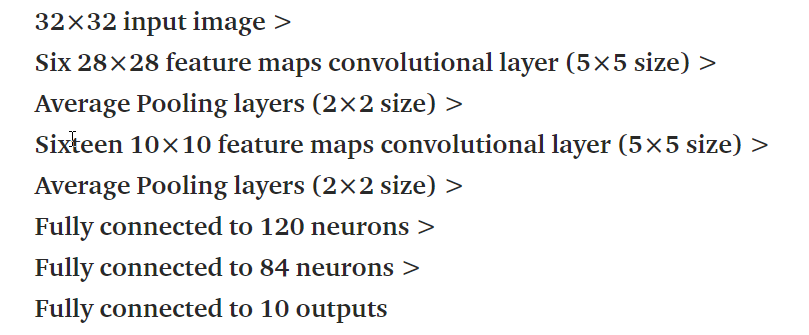 32×32 input image >
Six 28×28 feature maps convolutional layer (5×5 size) >
Average Pooling layers (2×2 size) >
Sixteen 10×10 feature maps convolutional layer (5×5 size) >
Average Pooling layers (2×2 size) >
Fully connected to 120 neurons >
Fully connected to 84 neurons >
Fully connected to 10 outputs